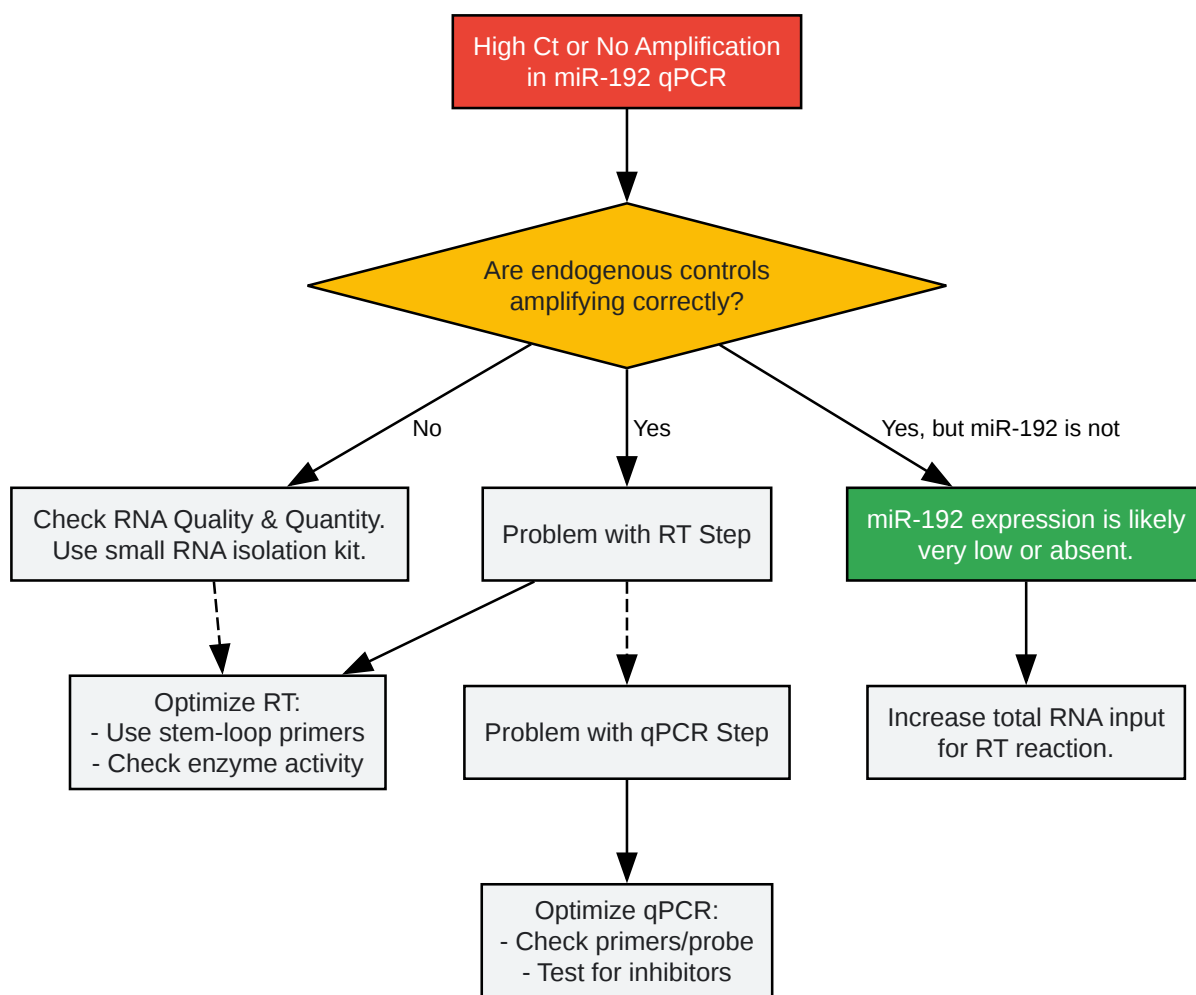 High Ct or No Amplification
in miR-192 qPCR
Are endogenous controls
amplifying correctly?
No
Yes
Yes, but miR-192 is not
Check RNA Quality & Quantity.
Use small RNA isolation kit.
Problem with RT Step
miR-192 expression is likely
very low or absent.
Optimize RT:
- Use stem-loop primers
- Check enzyme activity
Problem with qPCR Step
Increase total RNA input
for RT reaction.
Optimize qPCR:
- Check primers/probe
- Test for inhibitors